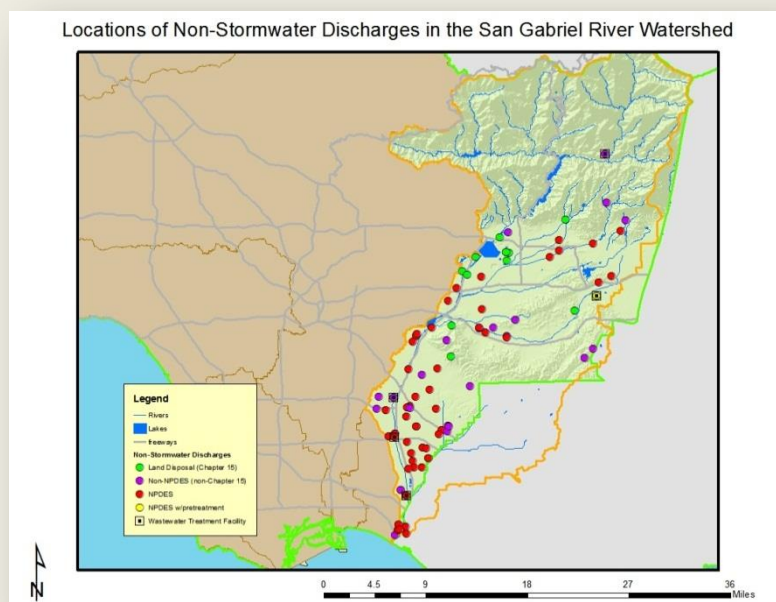 Locations of Non-Stormwater Discharges in the San Gabriel River Watershed
Legend
Rivers
Lakes
freeways
Non-Stormwater Discharges
Land Disposal (Chapter 15)
Non-NPDES (non-Chapter 15)
NPDES
NPDES w/pretreatment
Wastewater Treatment Facility
N
0 4.5 9 18 27 36
Miles